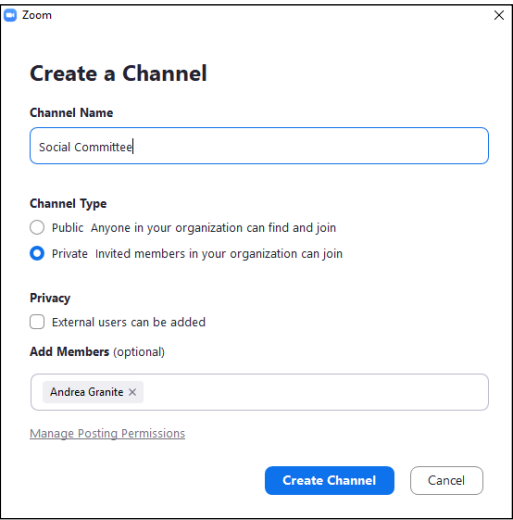 Zoom
Create a Channel
Channel Name
Social Committee
Channel Type
Public Anyone in your organization can find and join
Private Invited members in your organization can join
Privacy
External users can be added
Add Members (optional)
Andrea Granite ×
Manage Posting Permissions
Create Channel Cancel